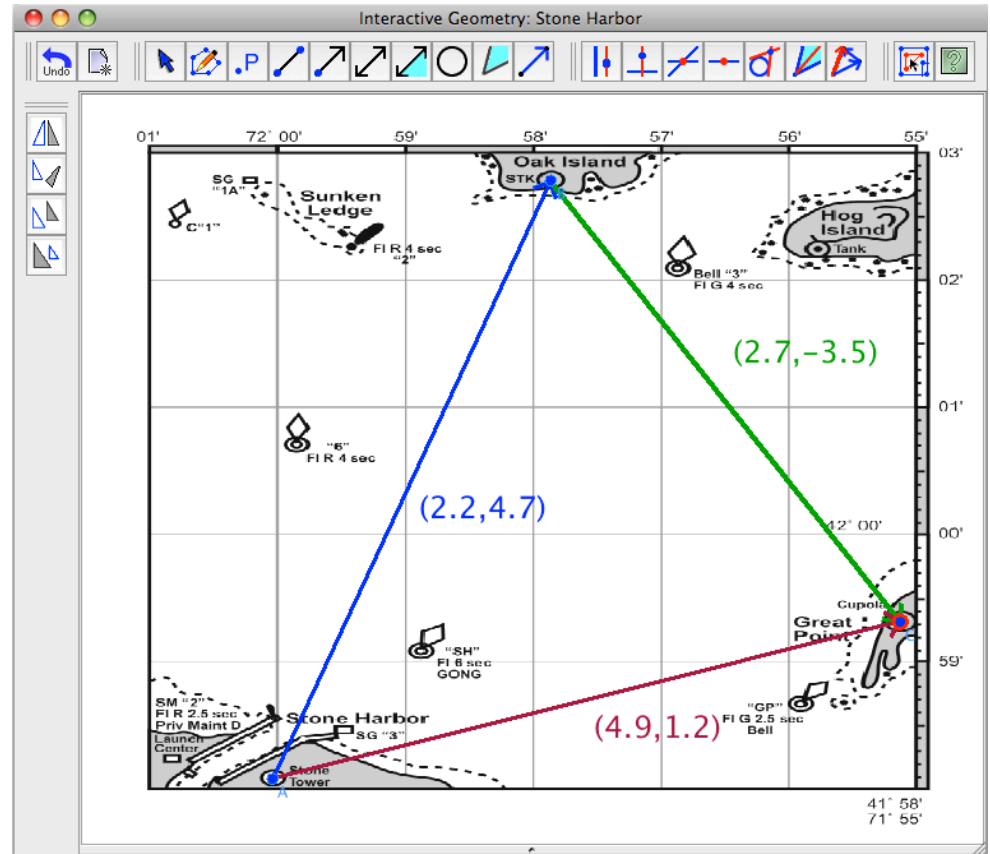 Interactive Geometry: Stone Harbor
Undo
.P
01' 72° 00' 59' 58' 57' 56' 55'
03'
Oak Island
STK
SG
"1A"
Sunken
Ledge
C"1"
Fl R 4 sec
"2"
Hog
Island
Tank
Bell "3"
Fl G 4 sec
02'
(2.7,-3.5)
01'
"6"
Fl R 4 sec
(2.2,4.7)
42° 00'
00'
Cupola
Great
Point
C
59'
"SH"
Fl 6 sec
GONG
SM "2"
Fl R 2.5 sec
Priv Maint D
Launch
Center
Stone Harbor
SG "3"
(4.9,1.2)
"GP"
Fl G 2.5 sec
Bell
Stone
Tower
A
41° 58'
71° 55'